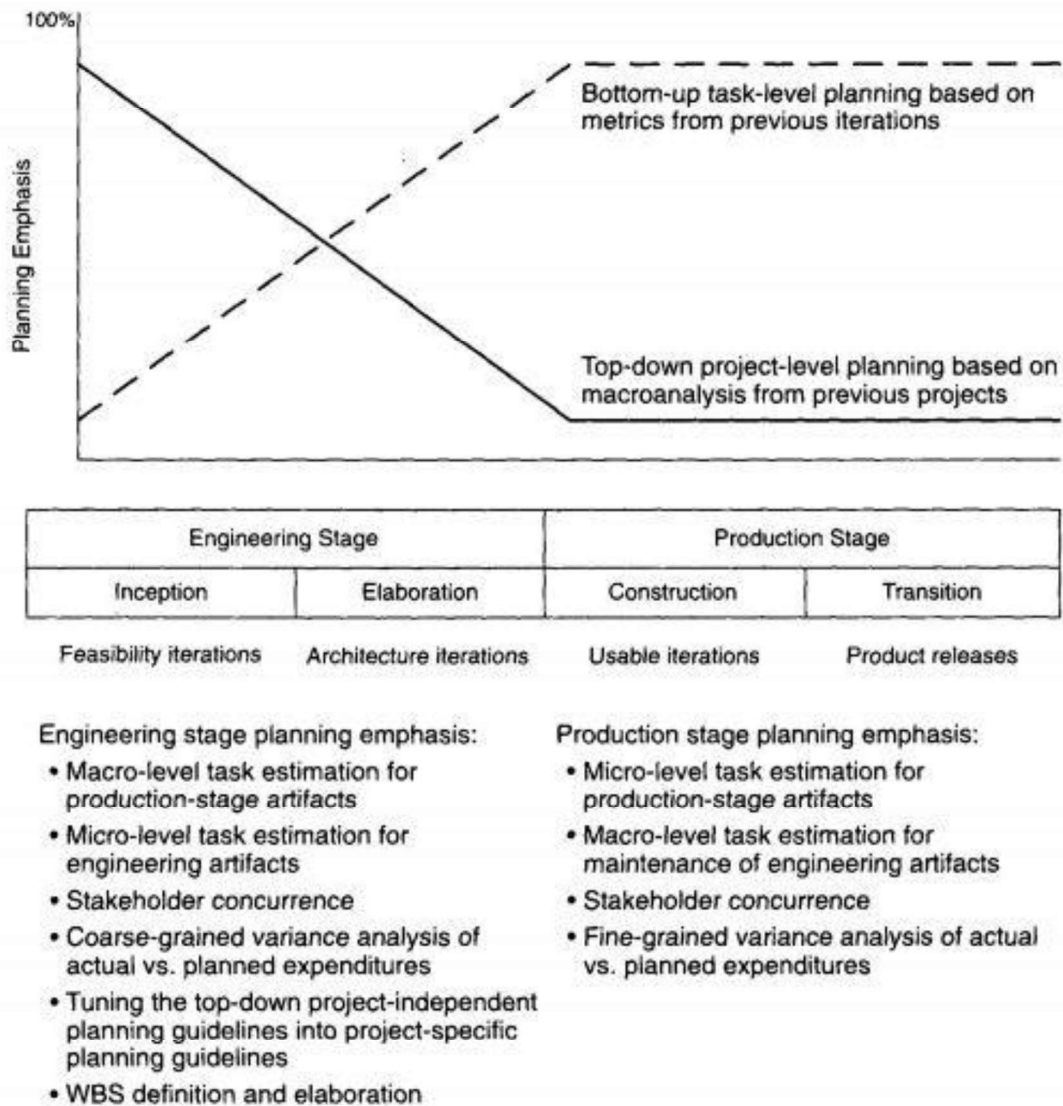 100%
Planning Emphasis
Bottom-up task-level planning based on
metrics from previous iterations
Top-down project-level planning based on
macroanalysis from previous projects
Engineering Stage
Production Stage
Inception
Elaboration
Construction
Transition
Feasibility iterations
Architecture iterations
Usable iterations
Product releases
Engineering stage planning emphasis:
• Macro-level task estimation for
production-stage artifacts
• Micro-level task estimation for
engineering artifacts
• Stakeholder concurrence
• Coarse-grained variance analysis of
actual vs. planned expenditures
• Tuning the top-down project-independent
planning guidelines into project-specific
planning guidelines
• WBS definition and elaboration
Production stage planning emphasis:
• Micro-level task estimation for
production-stage artifacts
• Macro-level task estimation for
maintenance of engineering artifacts
• Stakeholder concurrence
• Fine-grained variance analysis of actual
vs. planned expenditures